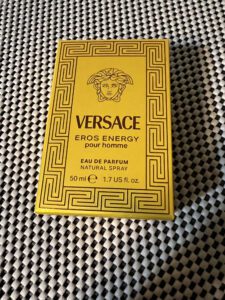 VERSACE
EROS ENERGY
pour homme
EAU DE PARFUM
NATURAL SPRAY
50 ml ℮ 1.7 US fl. oz.